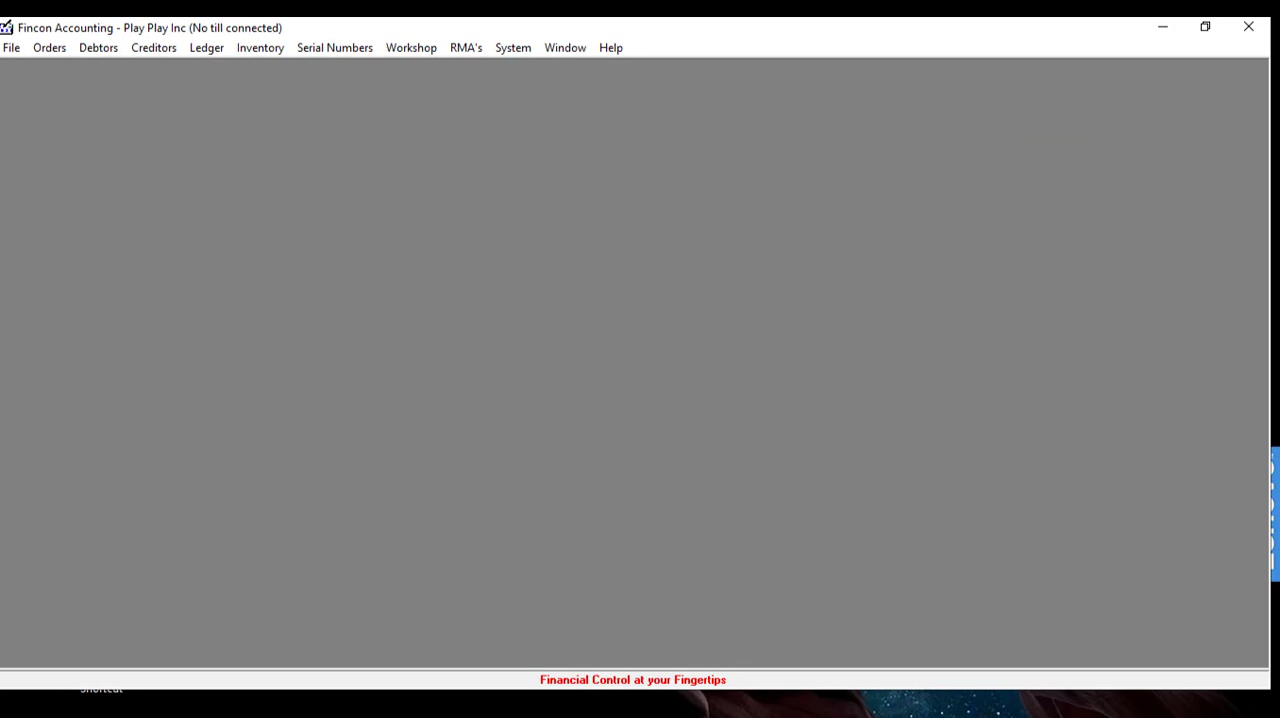 Fincon Accounting - Play Play Inc (No till connected)
File Orders Debtors Creditors Ledger Inventory Serial Numbers Workshop RMA's System Window Help
Financial Control at your Fingertips
Shortcut